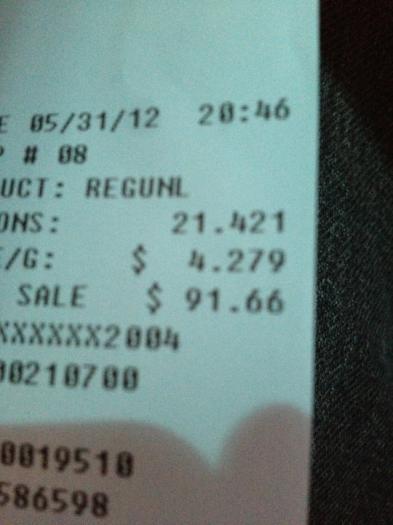 E 05/31/12 20:46
P # 08
UCT: REGUNL
ONS: 21.421
E/G: $ 4.279
SALE $ 91.66
XXXXXXX2004
00210700
0019510
586598